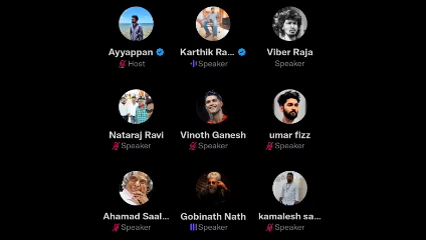 Ayyappan Karthik Ra... Viber Raja
Host Speaker Speaker
Nataraj Ravi Vinoth Ganesh umar fizz
Speaker Speaker Speaker
Ahamad Saal... Gobinath Nath kamalesh sa...
Speaker Speaker Speaker